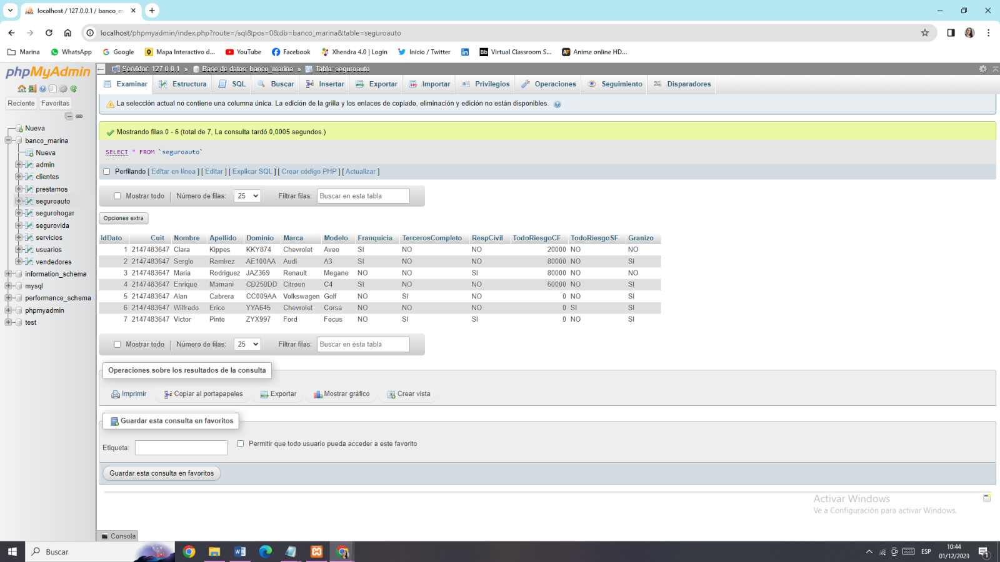 localhost / 127.0.0.1 / banco_m
localhost/phpmyadmin/index.php?route=/sql&pos=0&db=banco_marina&table=seguroauto
Marina WhatsApp Google Mapa Interactivo d... YouTube Facebook Xhendra 4.0 | Login Inicio / Twitter Virtual Classroom S... Anime online HD...
phpMyAdmin
Reciente Favoritas
Nueva
banco_marina
Nueva
admin
clientes
prestamos
seguroauto
segurohogar
segurovida
servicios
usuarios
vendedores
information_schema
mysql
performance_schema
phpmyadmin
test
Servidor: 127.0.0.1 » Base de datos: banco_marina » Tabla: seguroauto
Examinar Estructura SQL Buscar Insertar Exportar Importar Privilegios Operaciones Seguimiento Disparadores
La selección actual no contiene una columna única. La edición de la grilla y los enlaces de copiado, eliminación y edición no están disponibles.
Mostrando filas 0 - 6 (total de 7, La consulta tardó 0,0005 segundos.)
SELECT * FROM `seguroauto`
Perfilando [ Editar en línea ] [ Editar ] [ Explicar SQL ] [ Crear código PHP ] [ Actualizar ]
Mostrar todo | Número de filas: 25 Filtrar filas: Buscar en esta tabla
Opciones extra
IdDato Cuit Nombre Apellido Dominio Marca Modelo Franquicia TercerosCompleto RespCivil TodoRiesgoCF TodoRiesgoSF Granizo
1 2147483647 Clara Kippes KKY874 Chevrolet Aveo SI NO NO 20000 NO NO
2 2147483647 Sergio Ramirez AE100AA Audi A3 SI NO NO 80000 NO SI
3 2147483647 Maria Rodriguez JAZ369 Renault Megane NO NO SI 80000 NO NO
4 2147483647 Enrique Mamani CD250DD Citroen C4 SI NO NO 60000 NO SI
5 2147483647 Alan Cabrera CC009AA Volkswagen Golf NO SI NO 0 NO SI
6 2147483647 Wilfredo Erico YYA645 Chevrolet Corsa NO NO NO 0 SI SI
7 2147483647 Victor Pinto ZYX997 Ford Focus NO SI SI 0 NO SI
Mostrar todo | Número de filas: 25 Filtrar filas: Buscar en esta tabla
Operaciones sobre los resultados de la consulta
Imprimir Copiar al portapapeles Exportar Mostrar gráfico Crear vista
Guardar esta consulta en favoritos
Etiqueta: Permitir que todo usuario pueda acceder a este favorito
Guardar esta consulta en favoritos
Activar Windows
Ve a Configuración para activar Windows.
Consola
Buscar
ESP
10:44
01/12/2023
1